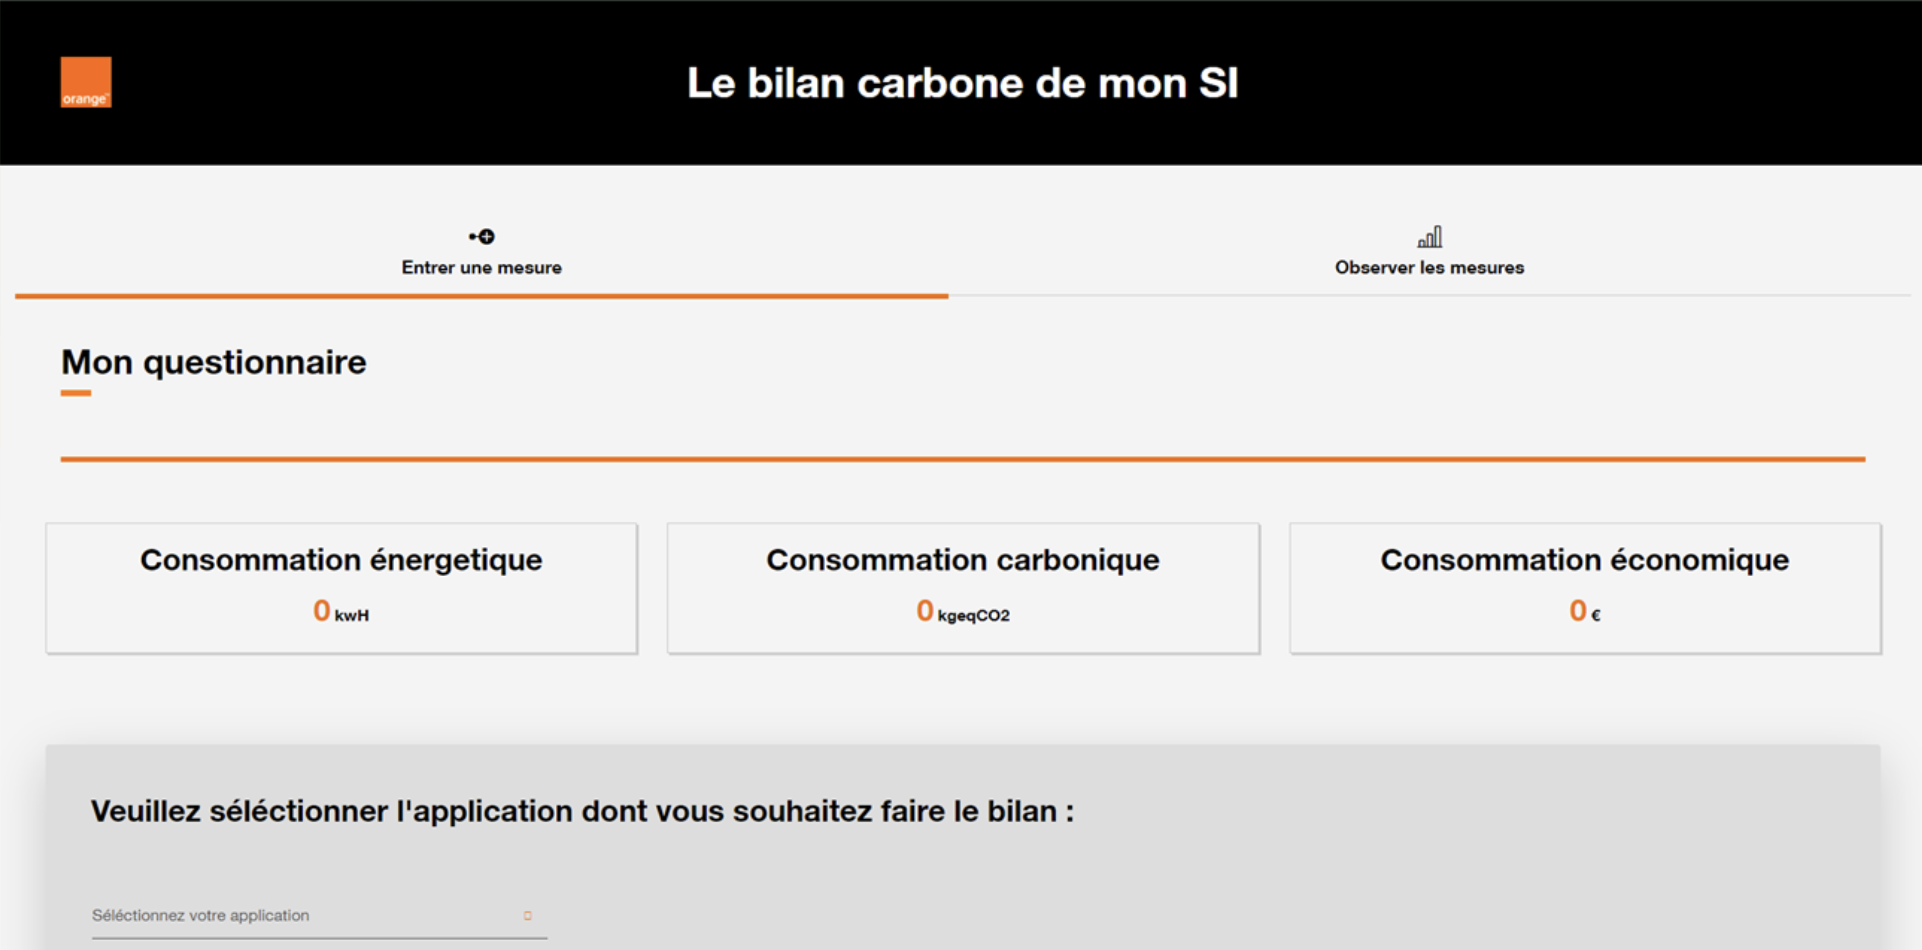 orange™
Le bilan carbone de mon SI
Entrer une mesure
Observer les mesures
Mon questionnaire
Consommation énergetique
0 kwH
Consommation carbonique
0 kgeqCO2
Consommation économique
0 €
Veuillez séléctionner l'application dont vous souhaitez faire le bilan :
Séléctionnez votre application